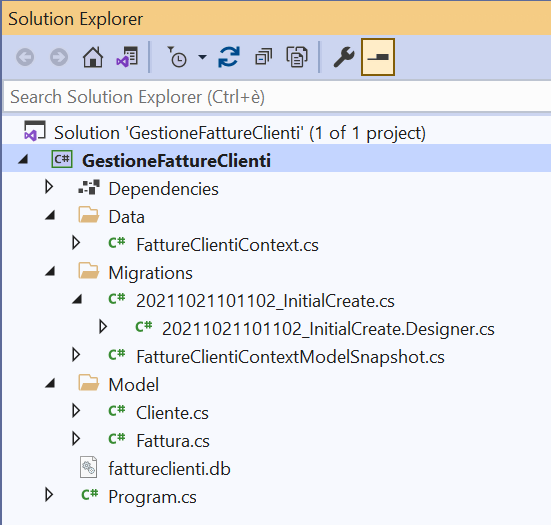 Solution Explorer
Search Solution Explorer (Ctrl+è)
Solution 'GestioneFattureClienti' (1 of 1 project)
C# GestioneFattureClienti
Dependencies
Data
C# FattureClientiContext.cs
Migrations
C# 20211021101102_InitialCreate.cs
C# 20211021101102_InitialCreate.Designer.cs
C# FattureClientiContextModelSnapshot.cs
Model
C# Cliente.cs
C# Fattura.cs
fattureclienti.db
C# Program.cs